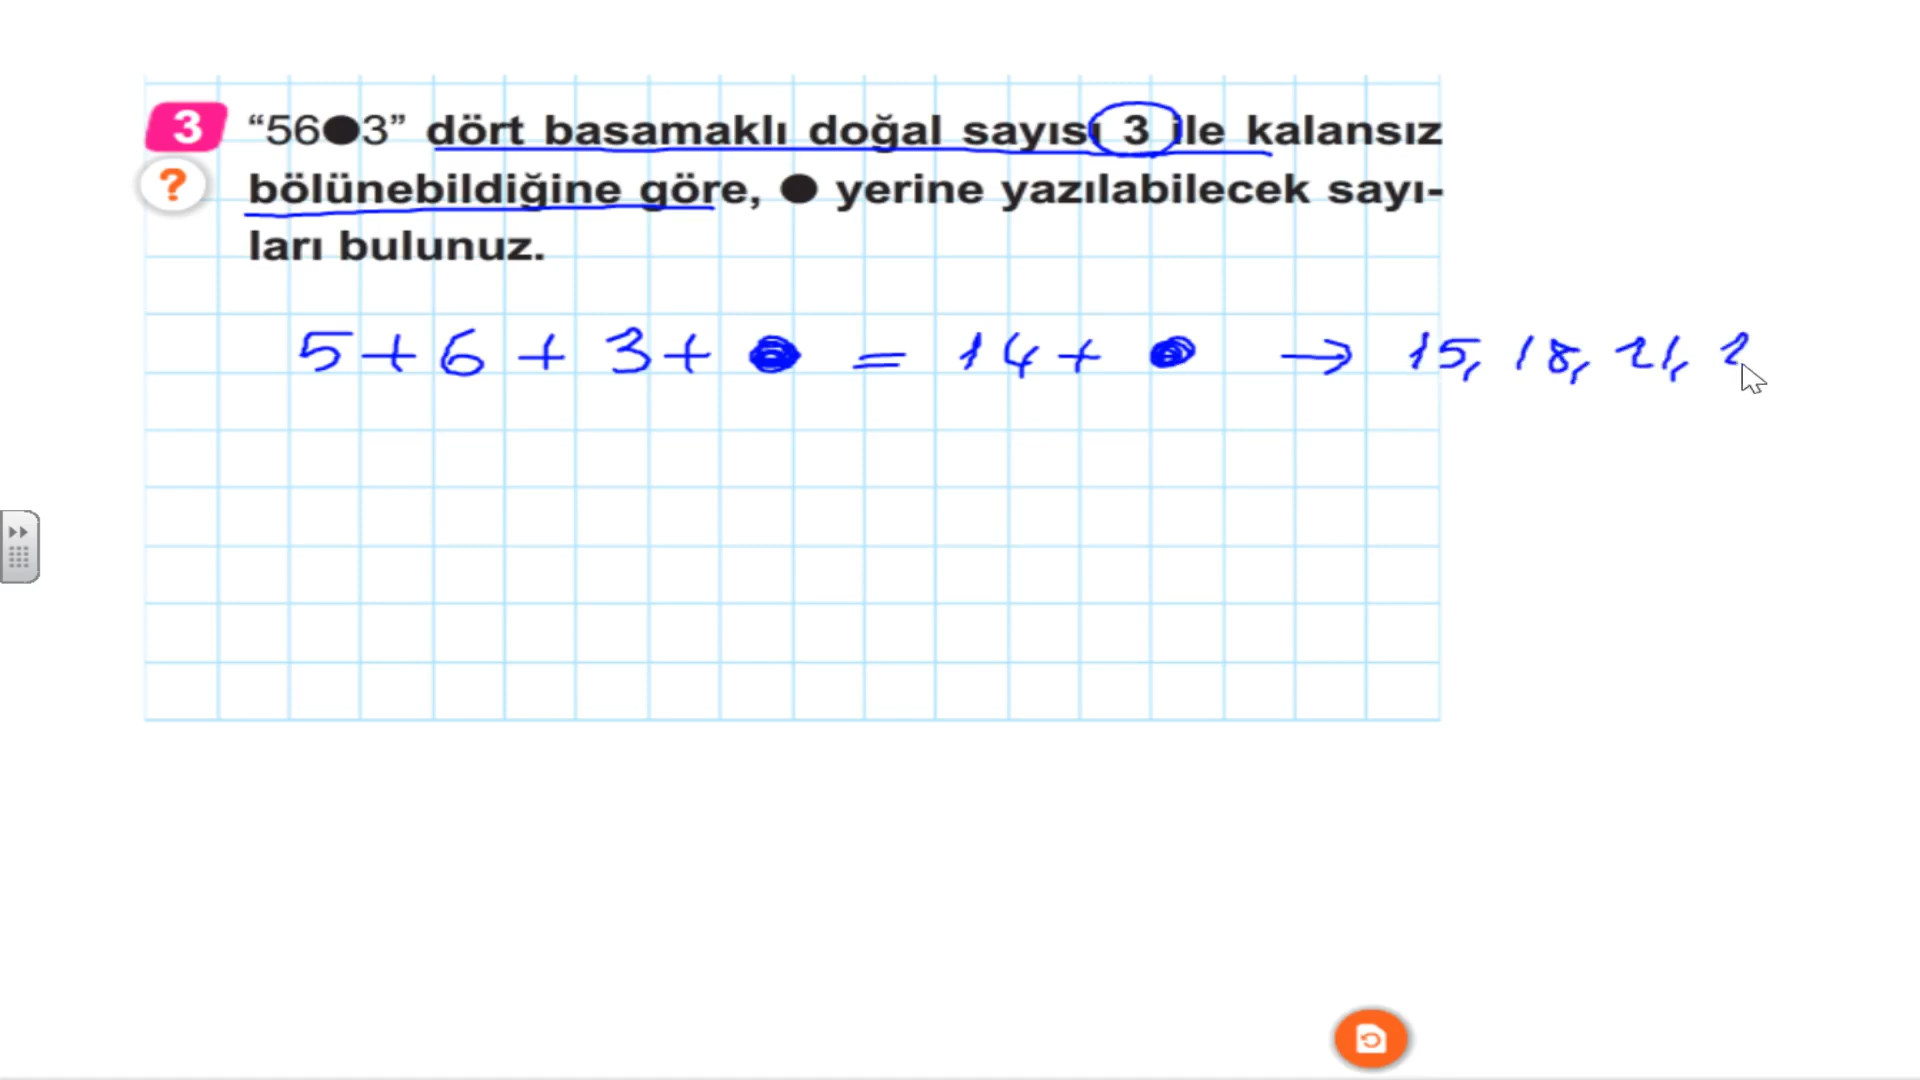 3 “56●3” dört basamaklı doğal sayısı 3 ile kalansız
? bölünebildiğine göre, ● yerine yazılabilecek sayı-
ları bulunuz.
5 + 6 + 3 + ● = 14 + ● → 15, 18, 21, 2